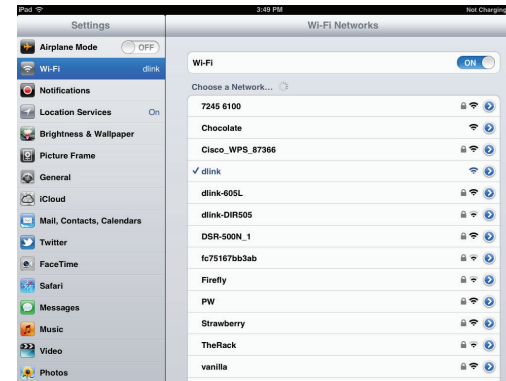 iPad 3:49 PM Not Charging
Settings
Airplane Mode OFF
Wi-Fi dlink
Notifications
Location Services On
Brightness & Wallpaper
Picture Frame
General
iCloud
Mail, Contacts, Calendars
Twitter
FaceTime
Safari
Messages
Music
Video
Photos
Wi-Fi Networks
Wi-Fi ON
Choose a Network...
7245 6100
Chocolate
Cisco_WPS_87366
✓ dlink
dlink-605L
dlink-DIR505
DSR-500N_1
fc75167bb3ab
Firefly
PW
Strawberry
TheRack
vanilla